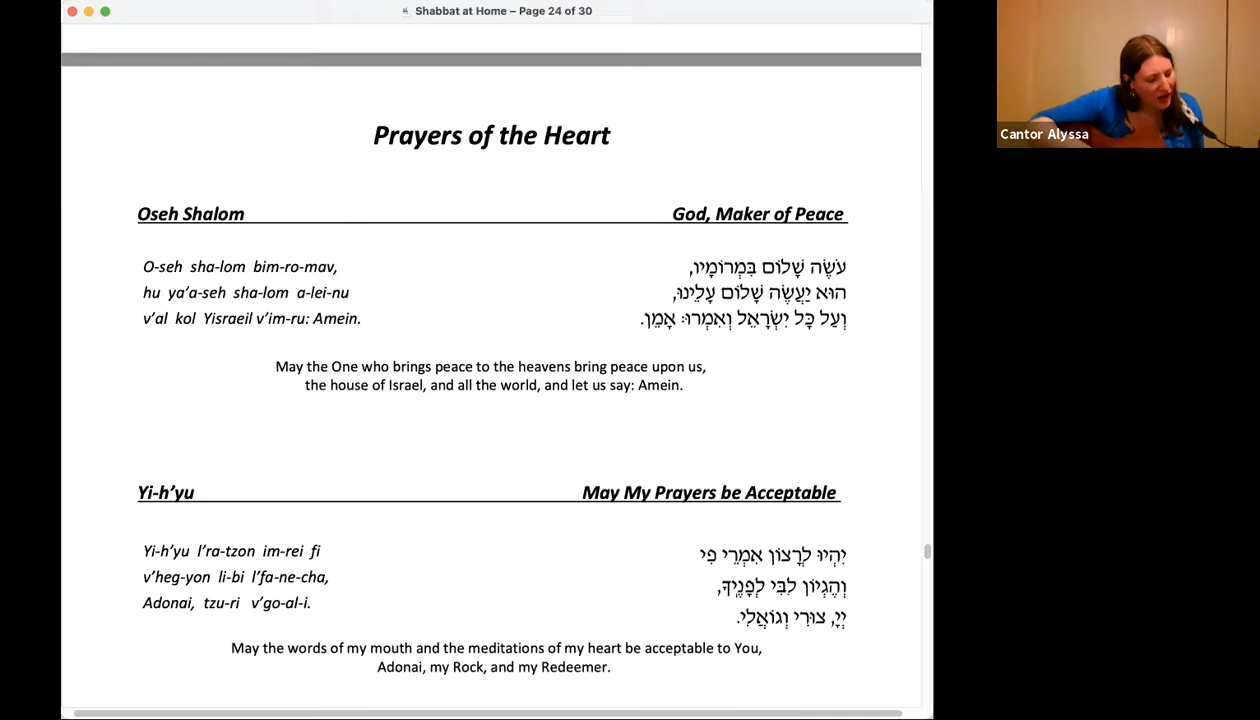 Shabbat at Home – Page 24 of 30
Cantor Alyssa
Prayers of the Heart
Oseh Shalom God, Maker of Peace
O-seh sha-lom bim-ro-mav,
hu ya'a-seh sha-lom a-lei-nu
v'al kol Yisraeil v'im-ru: Amein.
עֹשֶׂה שָׁלוֹם בִּמְרוֹמָיו,
הוּא יַעֲשֶׂה שָׁלוֹם עָלֵינוּ,
וְעַל כָּל יִשְׂרָאֵל וְאִמְרוּ: אָמֵן.
May the One who brings peace to the heavens bring peace upon us,
the house of Israel, and all the world, and let us say: Amein.
Yi-h'yu May My Prayers be Acceptable
Yi-h'yu l'ra-tzon im-rei fi
v'heg-yon li-bi l'fa-ne-cha,
Adonai, tzu-ri v'go-al-i.
יִהְיוּ לְרָצוֹן אִמְרֵי פִי
וְהֶגְיוֹן לִבִּי לְפָנֶיךָ,
יְיָ, צוּרִי וְגוֹאֲלִי.
May the words of my mouth and the meditations of my heart be acceptable to You,
Adonai, my Rock, and my Redeemer.